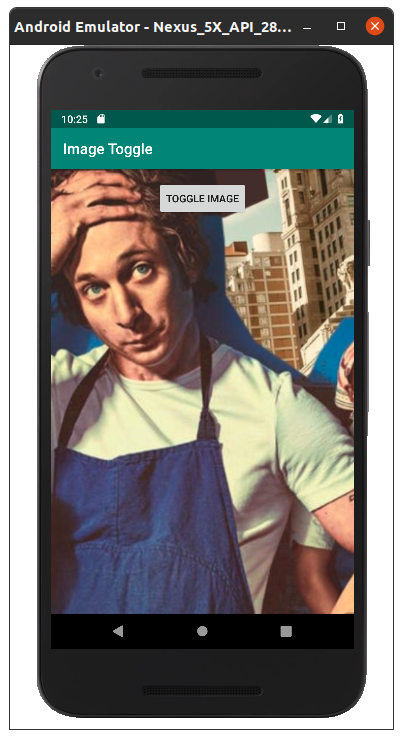 Android Emulator - Nexus_5X_API_28...
10:25
Image Toggle
TOGGLE IMAGE